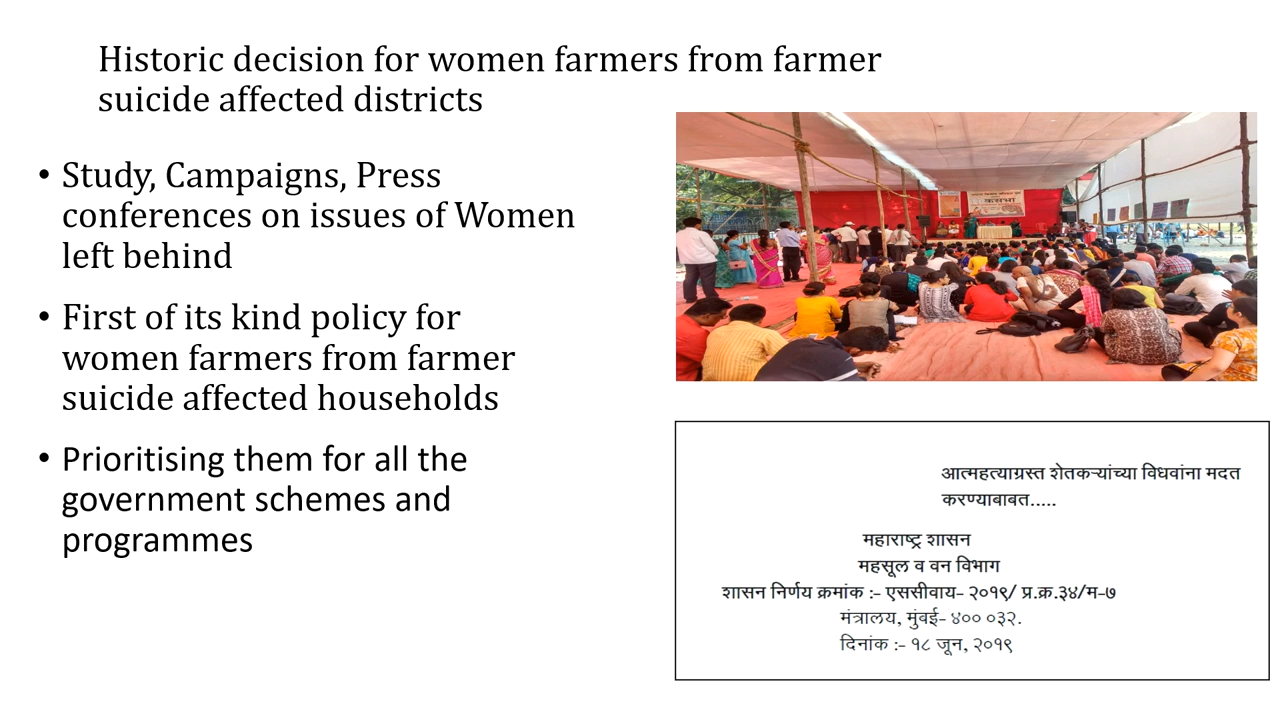 Historic decision for women farmers from farmer
suicide affected districts
• Study, Campaigns, Press
conferences on issues of Women
left behind
• First of its kind policy for
women farmers from farmer
suicide affected households
• Prioritising them for all the
government schemes and
programmes
आत्महत्याग्रस्त शेतकऱ्यांच्या विधवांना मदत
करण्याबाबत.....
महाराष्ट्र शासन
महसूल व वन विभाग
शासन निर्णय क्रमांक :- एससीवाय- २०१९/ प्र.क्र.३४/म-७
मंत्रालय, मुंबई- ४०० ०३२.
दिनांक :- १८ जून, २०१९